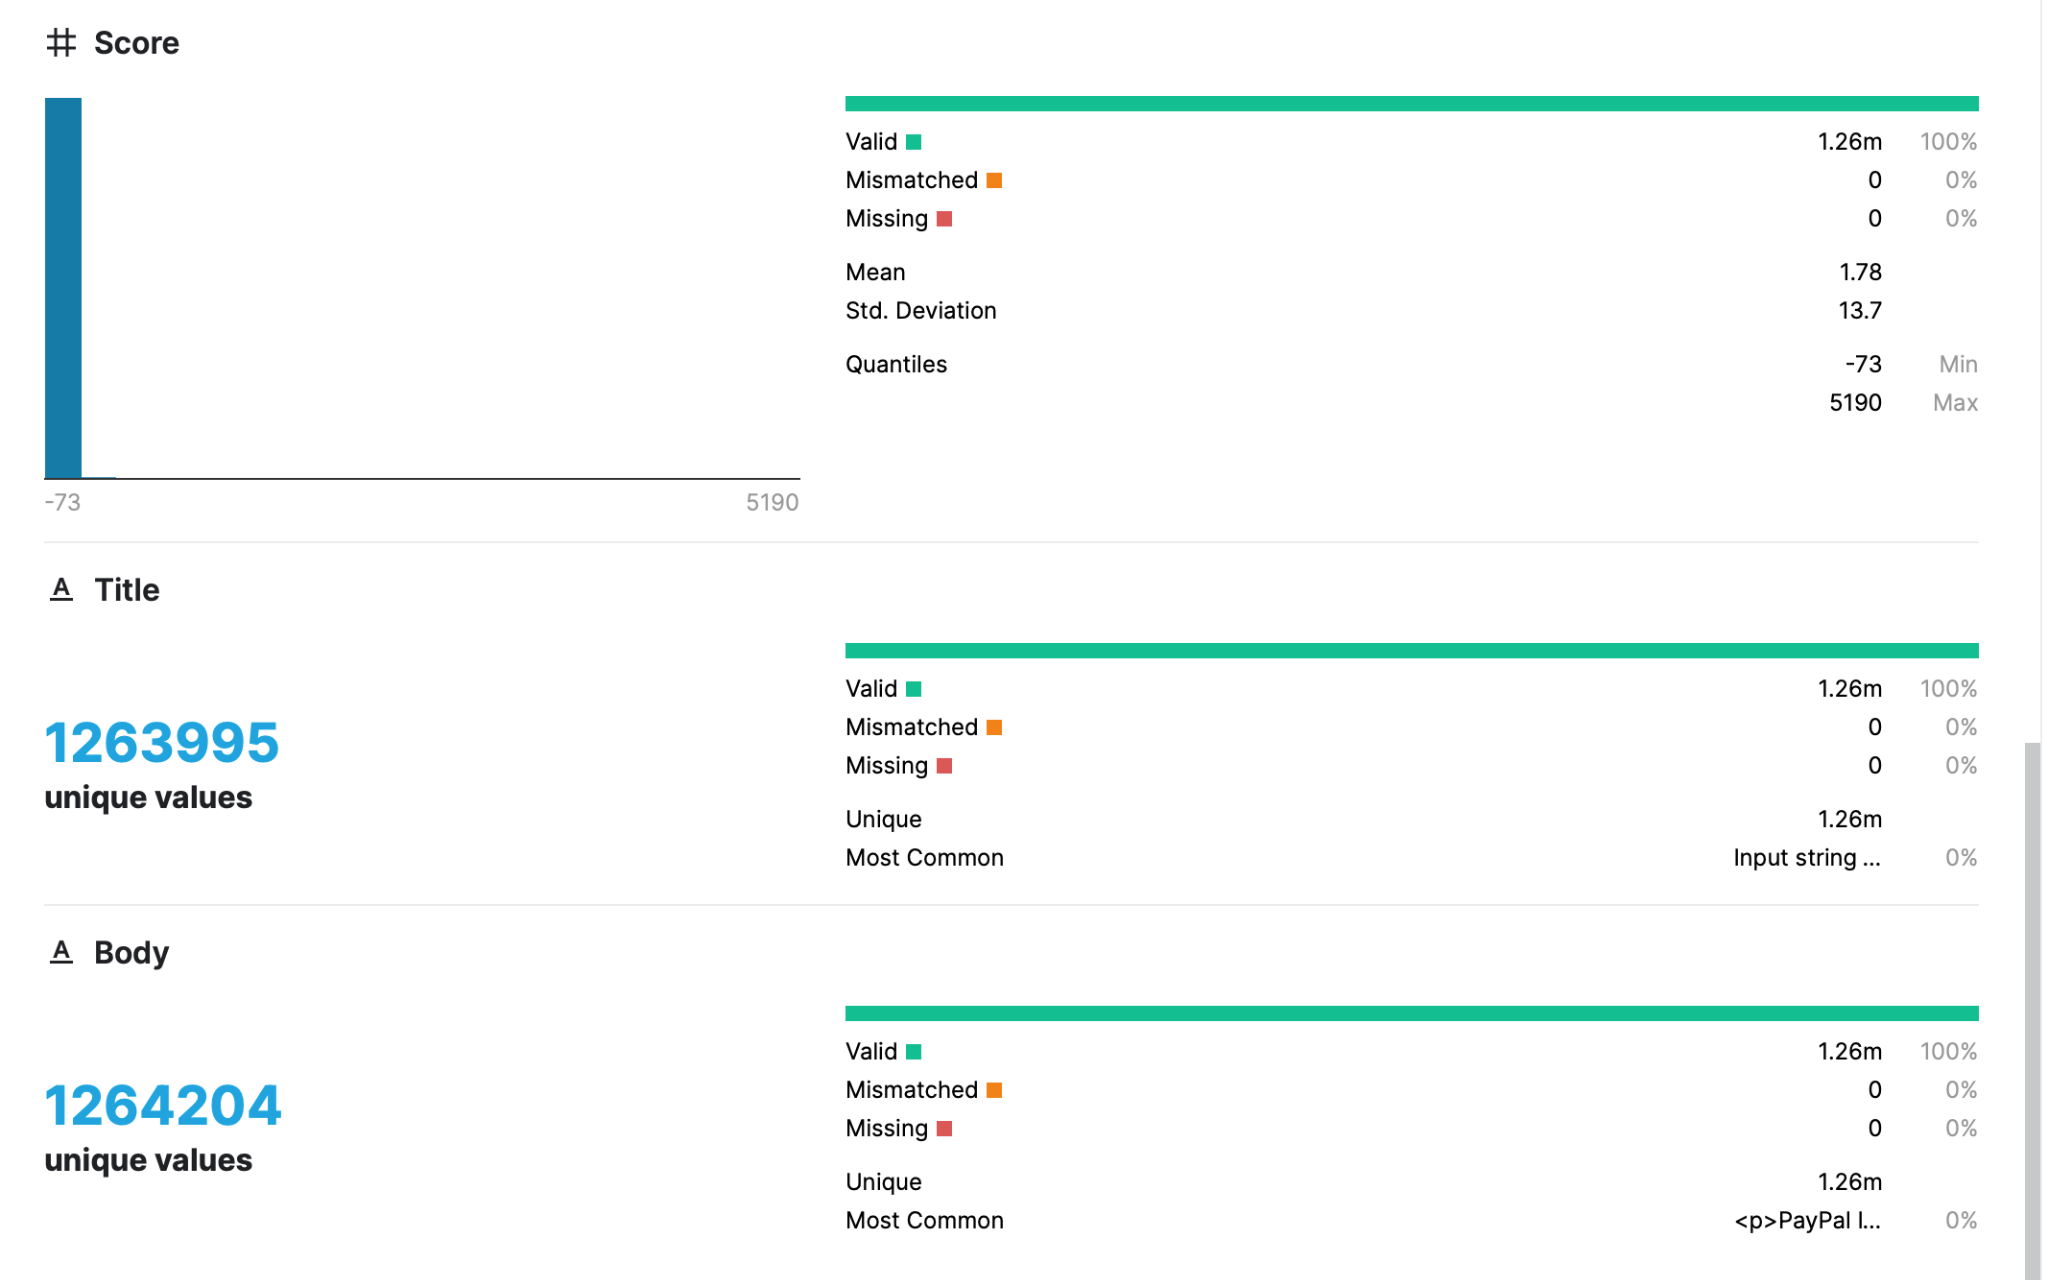 Score
Valid 1.26m 100%
Mismatched 0 0%
Missing 0 0%
Mean 1.78
Std. Deviation 13.7
Quantiles -73 Min
5190 Max
-73 5190
A Title
Valid 1.26m 100%
Mismatched 0 0%
Missing 0 0%
1263995
unique values
Unique 1.26m
Most Common Input string ... 0%
A Body
Valid 1.26m 100%
Mismatched 0 0%
Missing 0 0%
1264204
unique values
Unique 1.26m
Most Common <p>PayPal I... 0%